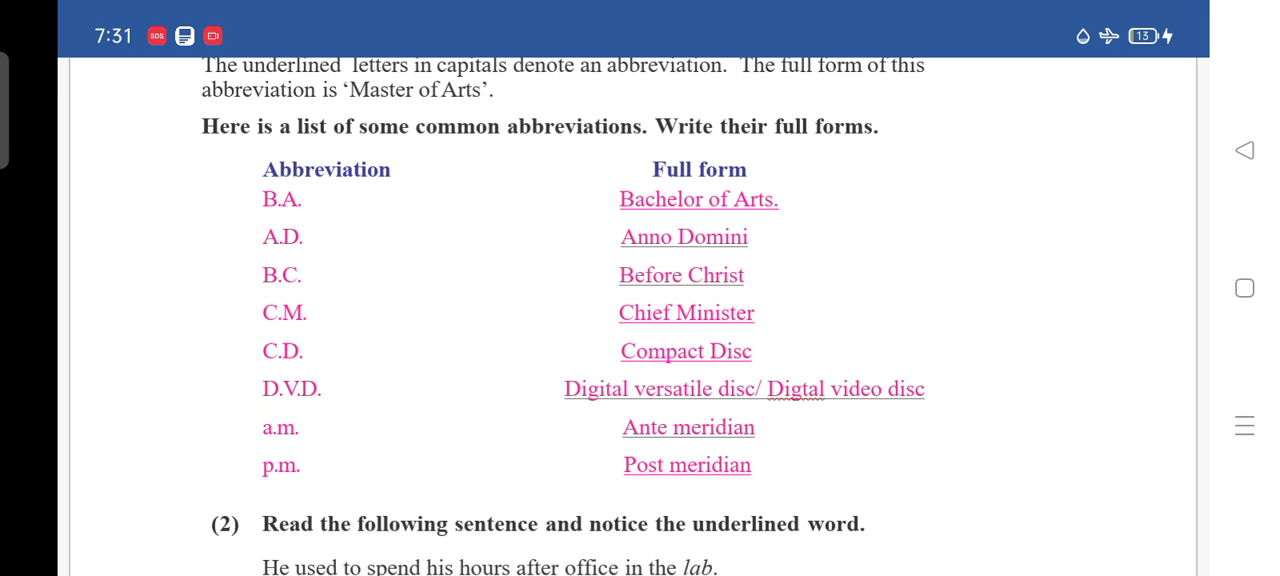 7:31 SOS 13
The underlined letters in capitals denote an abbreviation. The full form of this
abbreviation is ‘Master of Arts’.
Here is a list of some common abbreviations. Write their full forms.
Abbreviation Full form
B.A. Bachelor of Arts.
A.D. Anno Domini
B.C. Before Christ
C.M. Chief Minister
C.D. Compact Disc
D.V.D. Digital versatile disc/ Digtal video disc
a.m. Ante meridian
p.m. Post meridian
(2) Read the following sentence and notice the underlined word.
He used to spend his hours after office in the lab.